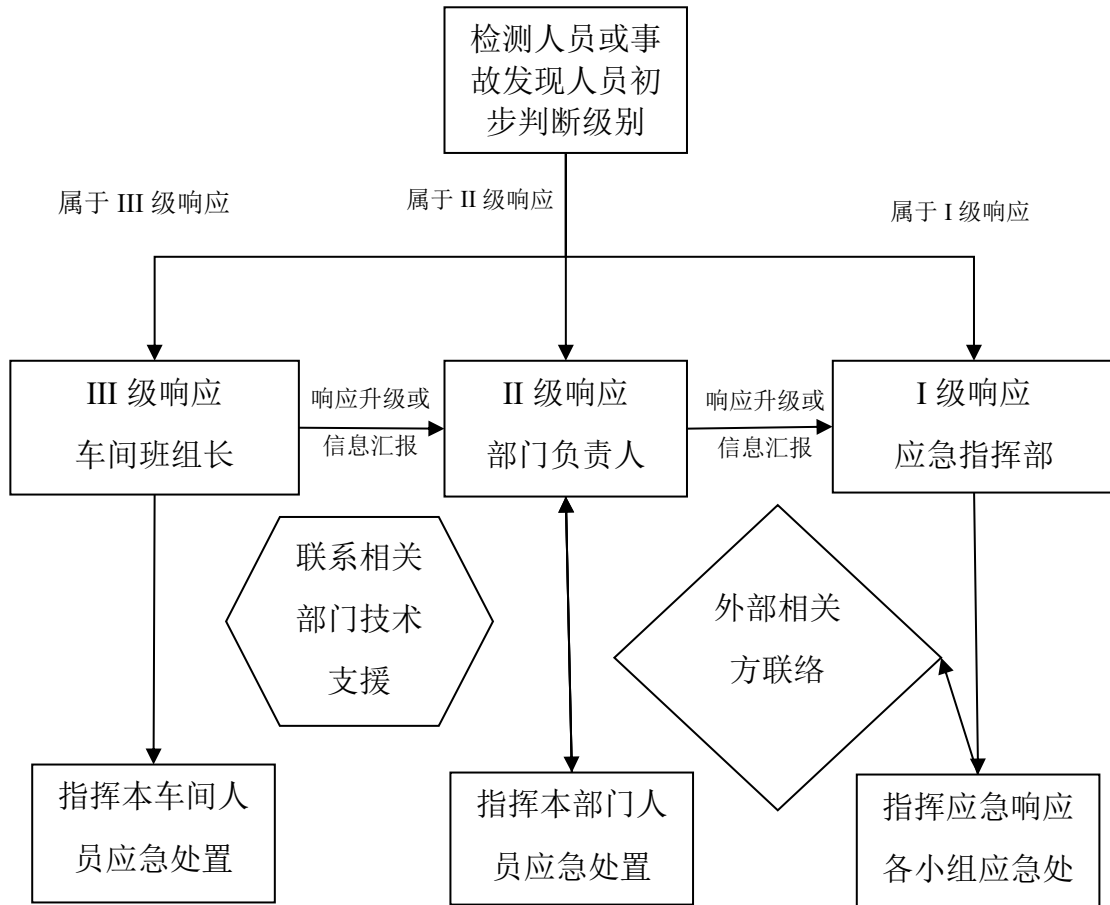 检测人员或事
故发现人员初
步判断级别
属于 III 级响应
属于 II 级响应
属于 I 级响应
III 级响应
车间班组长
响应升级或
信息汇报
II 级响应
部门负责人
响应升级或
信息汇报
I 级响应
应急指挥部
联系相关
部门技术
支援
外部相关
方联络
指挥本车间人
员应急处置
指挥本部门人
员应急处置
指挥应急响应
各小组应急处